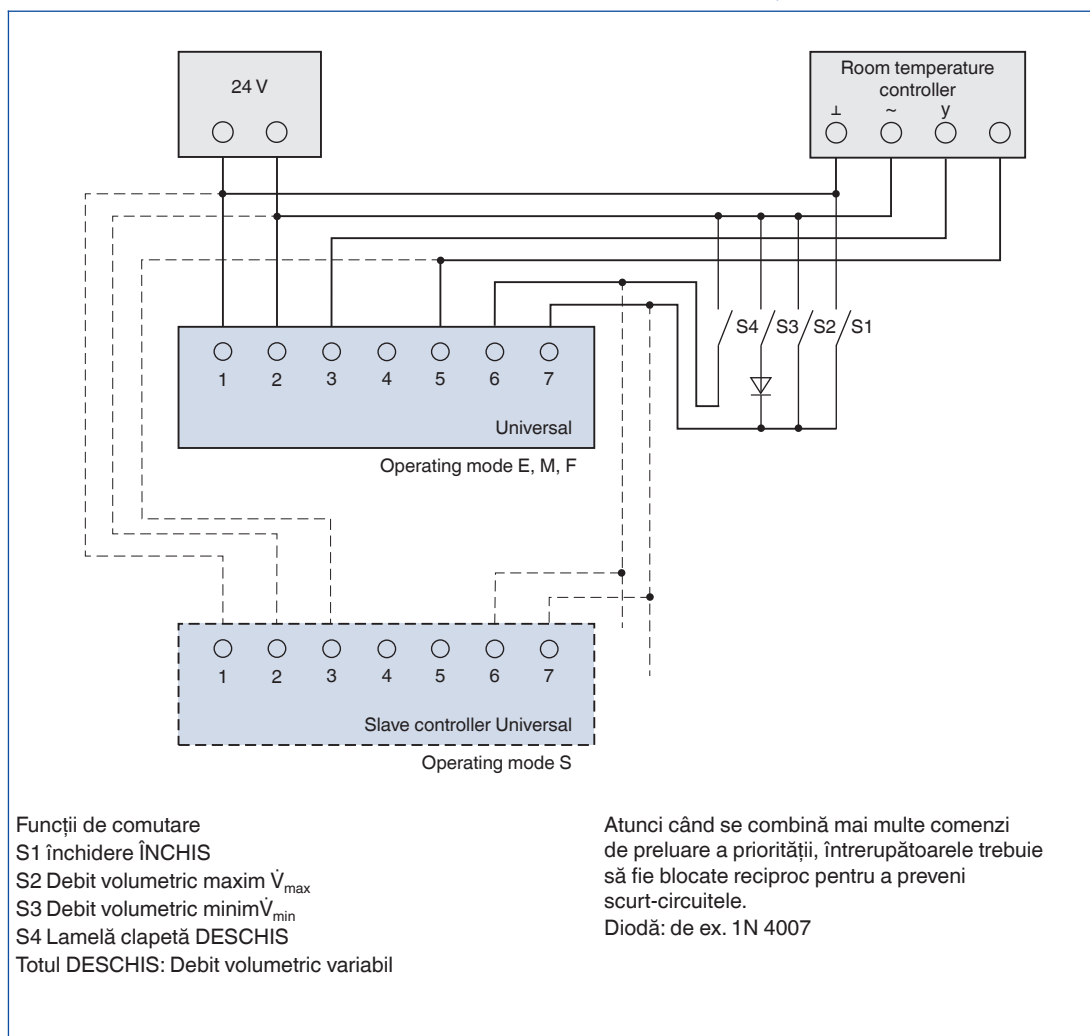 24 V
Room temperature
controller
⊥ ~ y
S4 S3 S2 S1
1 2 3 4 5 6 7
Universal
Operating mode E, M, F
1 2 3 4 5 6 7
Slave controller Universal
Operating mode S
Funcții de comutare
S1 închidere ÎNCHIS
S2 Debit volumetric maxim V̇max
S3 Debit volumetric minimV̇min
S4 Lamelă clapetă DESCHIS
Totul DESCHIS: Debit volumetric variabil
Atunci când se combină mai multe comenzi
de preluare a priorității, întrerupătoarele trebuie
să fie blocate reciproc pentru a preveni
scurt-circuitele.
Diodă: de ex. 1N 4007